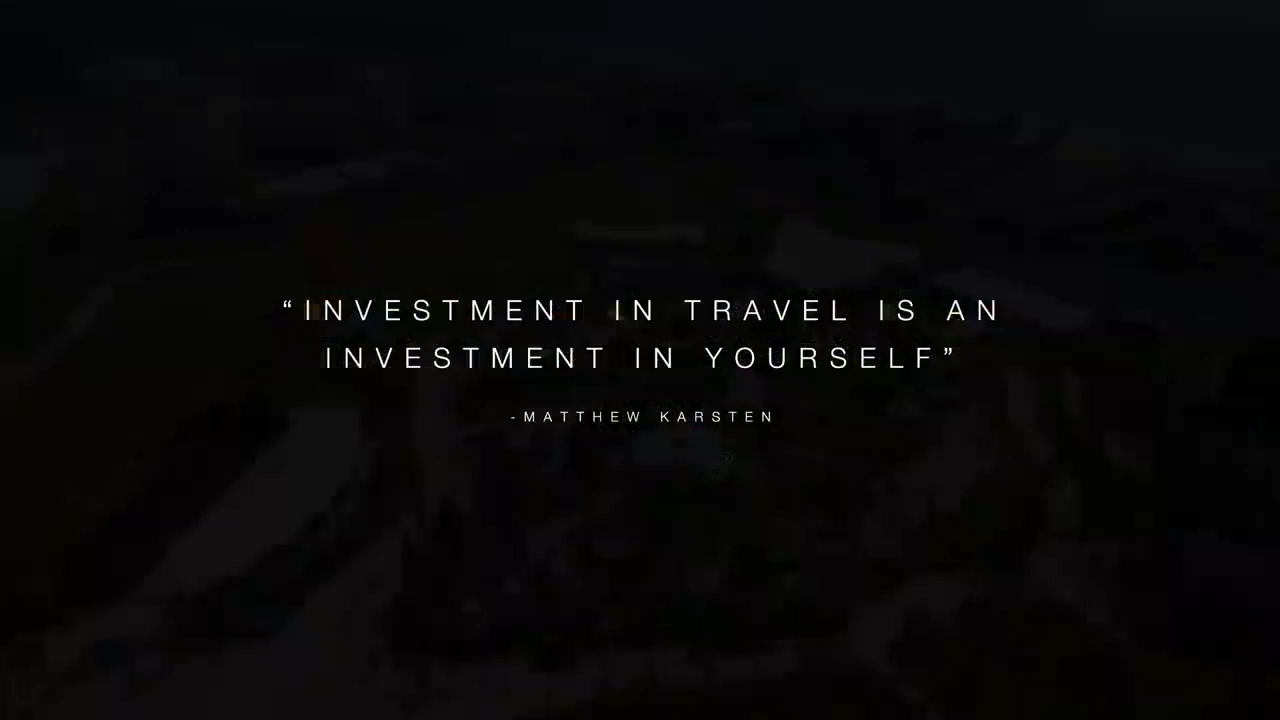 “INVESTMENT IN TRAVEL IS AN
INVESTMENT IN YOURSELF”
-MATTHEW KARSTEN